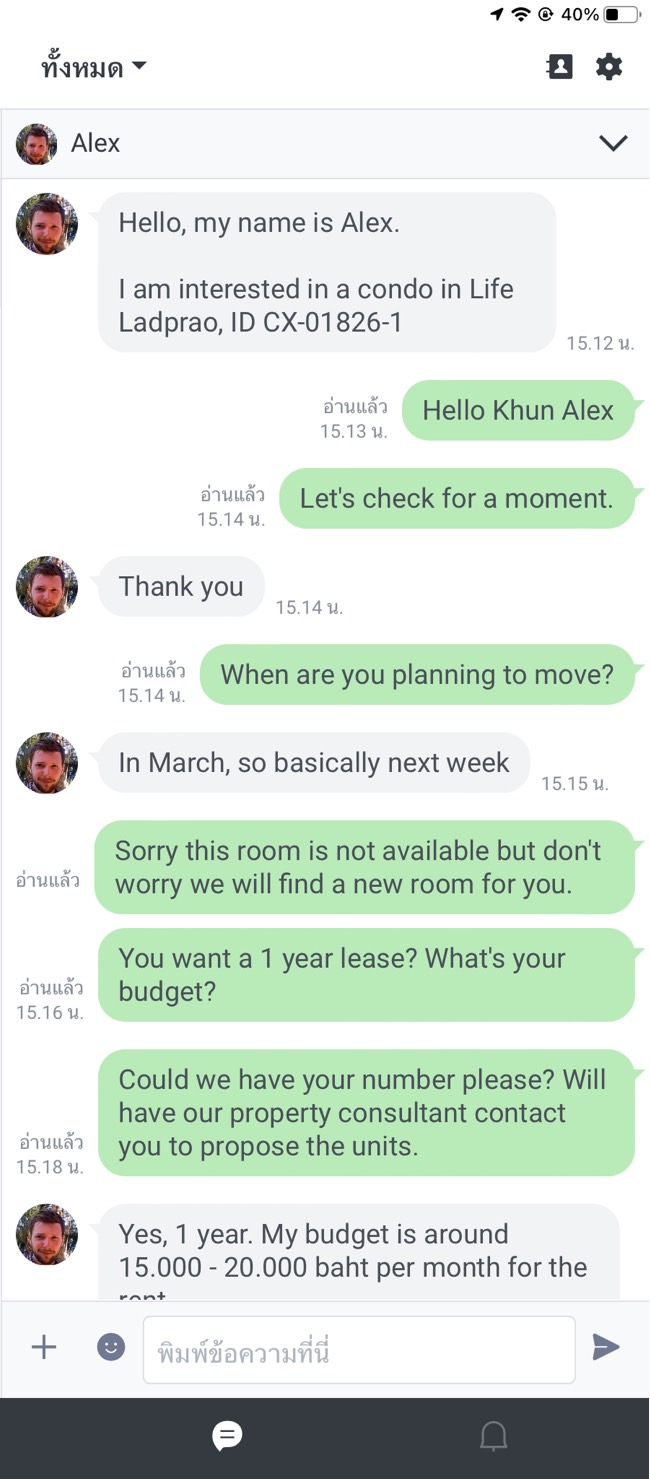 40%
ทั้งหมด
Alex
Hello, my name is Alex.
I am interested in a condo in Life
Ladprao, ID CX-01826-1
15.12 น.
อ่านแล้ว
15.13 น.
Hello Khun Alex
อ่านแล้ว
15.14 น.
Let's check for a moment.
Thank you
15.14 น.
อ่านแล้ว
15.14 น.
When are you planning to move?
In March, so basically next week
15.15 น.
Sorry this room is not available but don't
worry we will find a new room for you.
อ่านแล้ว
You want a 1 year lease? What's your
budget?
อ่านแล้ว
15.16 น.
Could we have your number please? Will
have our property consultant contact
you to propose the units.
อ่านแล้ว
15.18 น.
Yes, 1 year. My budget is around
15.000 - 20.000 baht per month for the
rent
พิมพ์ข้อความที่นี่